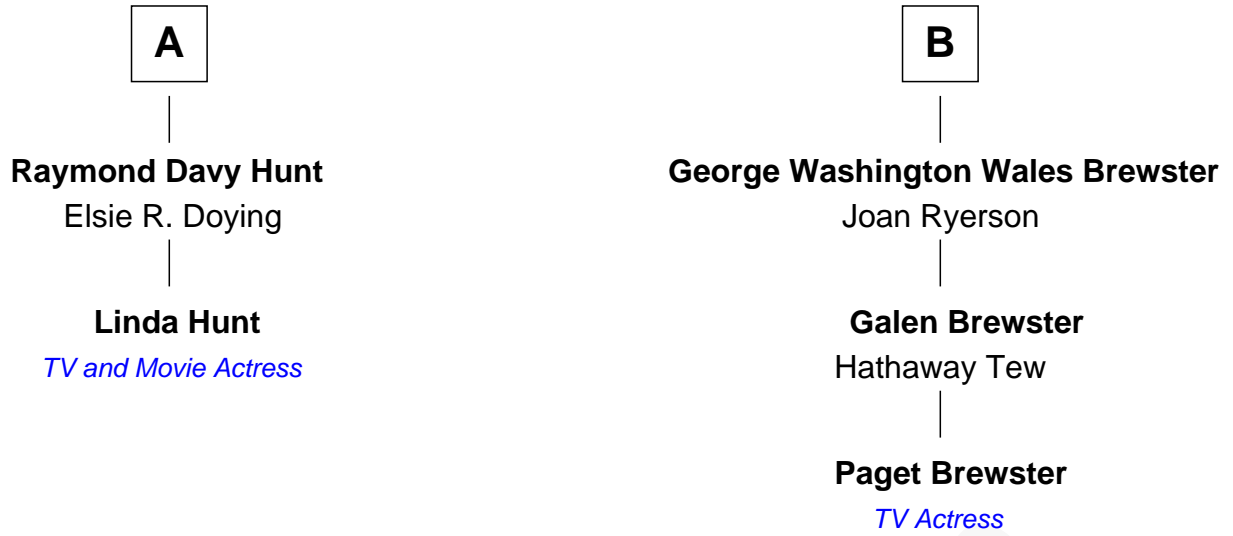 A
Raymond Davy Hunt
Elsie R. Doying
Linda Hunt
TV and Movie Actress
B
George Washington Wales Brewster
Joan Ryerson
Galen Brewster
Hathaway Tew
Paget Brewster
TV Actress